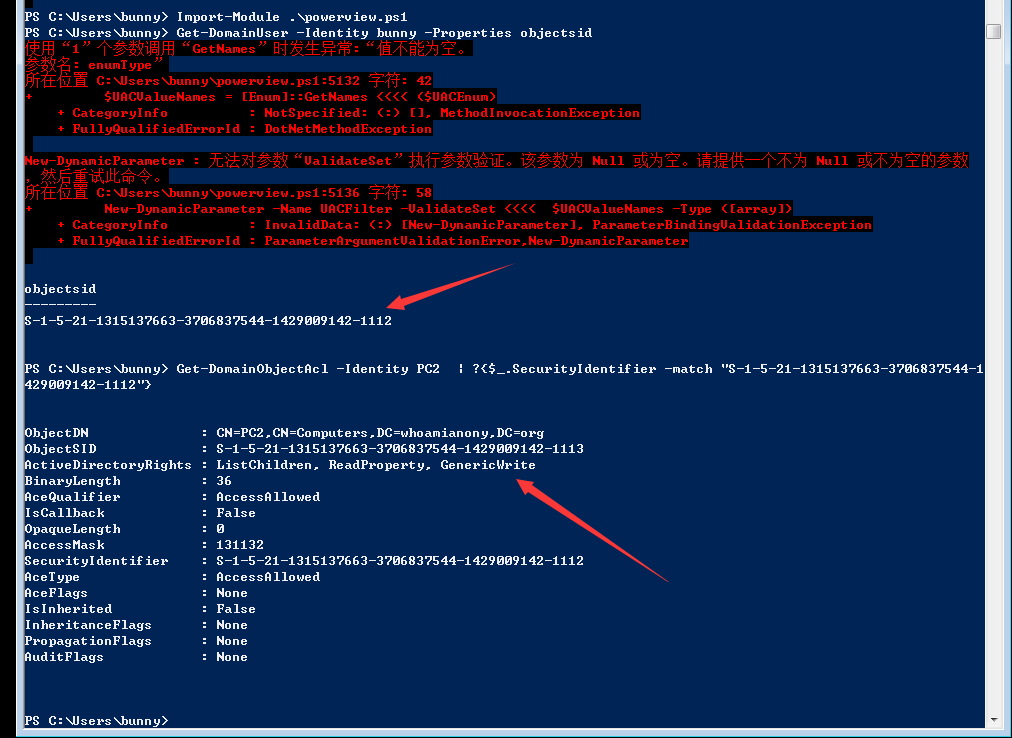 PS C:\Users\bunny> Import-Module .\powerview.ps1
PS C:\Users\bunny> Get-DomainUser -Identity bunny -Properties objectsid
使用“1”个参数调用“GetNames”时发生异常:“值不能为空。
参数名: enumType”
所在位置 C:\Users\bunny\powerview.ps1:5132 字符: 42
+         $UACValueNames = [Enum]::GetNames <<<< ($UACEnum)
    + CategoryInfo          : NotSpecified: (:) [], MethodInvocationException
    + FullyQualifiedErrorId : DotNetMethodException
New-DynamicParameter : 无法对参数“ValidateSet”执行参数验证。该参数为 Null 或为空。请提供一个不为 Null 或不为空的参数
，然后重试此命令。
所在位置 C:\Users\bunny\powerview.ps1:5136 字符: 58
+         New-DynamicParameter -Name UACFilter -ValidateSet <<<<  $UACValueNames -Type ([array])
    + CategoryInfo          : InvalidData: (:) [New-DynamicParameter], ParameterBindingValidationException
    + FullyQualifiedErrorId : ParameterArgumentValidationError,New-DynamicParameter
objectsid
---------
S-1-5-21-1315137663-3706837544-1429009142-1112
PS C:\Users\bunny> Get-DomainObjectAcl -Identity PC2  | ?{$_.SecurityIdentifier -match "S-1-5-21-1315137663-3706837544-1
429009142-1112"}
ObjectDN              : CN=PC2,CN=Computers,DC=whoamianony,DC=org
ObjectSID             : S-1-5-21-1315137663-3706837544-1429009142-1113
ActiveDirectoryRights : ListChildren, ReadProperty, GenericWrite
BinaryLength          : 36
AceQualifier          : AccessAllowed
IsCallback            : False
OpaqueLength          : 0
AccessMask            : 131132
SecurityIdentifier    : S-1-5-21-1315137663-3706837544-1429009142-1112
AceType               : AccessAllowed
AceFlags              : None
IsInherited           : False
InheritanceFlags      : None
PropagationFlags      : None
AuditFlags            : None
PS C:\Users\bunny>